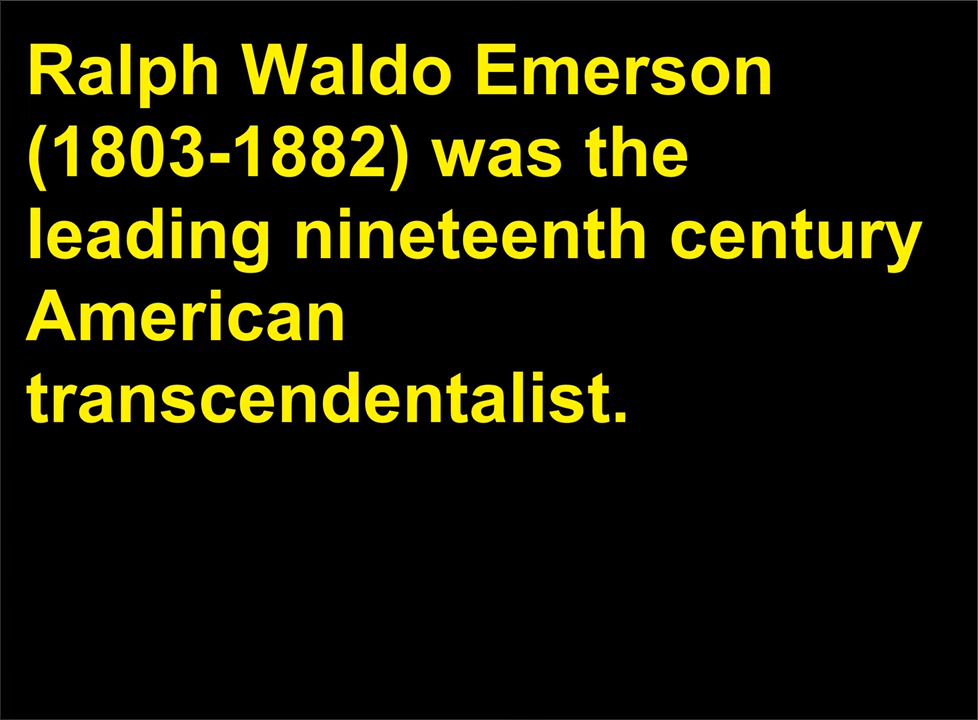 Ralph Waldo Emerson
(1803-1882) was the
leading nineteenth century
American
transcendentalist.